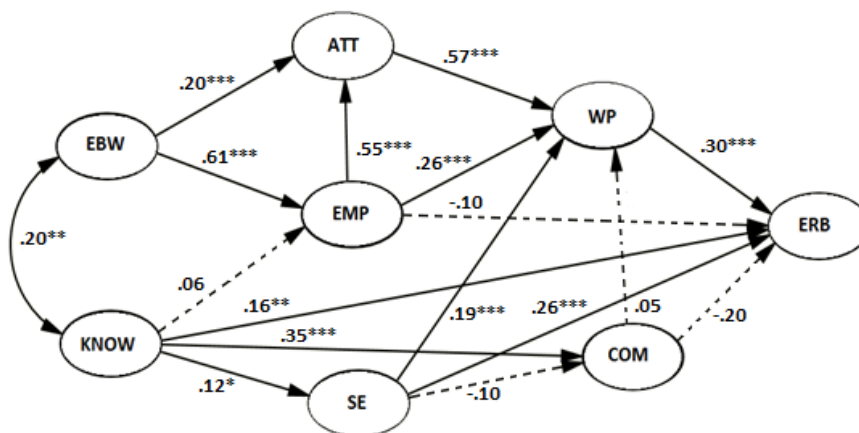 ATT
.20***
.57***
WP
EBW
.61***
.55***
.26***
.30***
EMP
-.10
ERB
.20**
.06
.16**
.19***
.26***
.05
-.20
KNOW
.35***
COM
.12*
SE
-.10